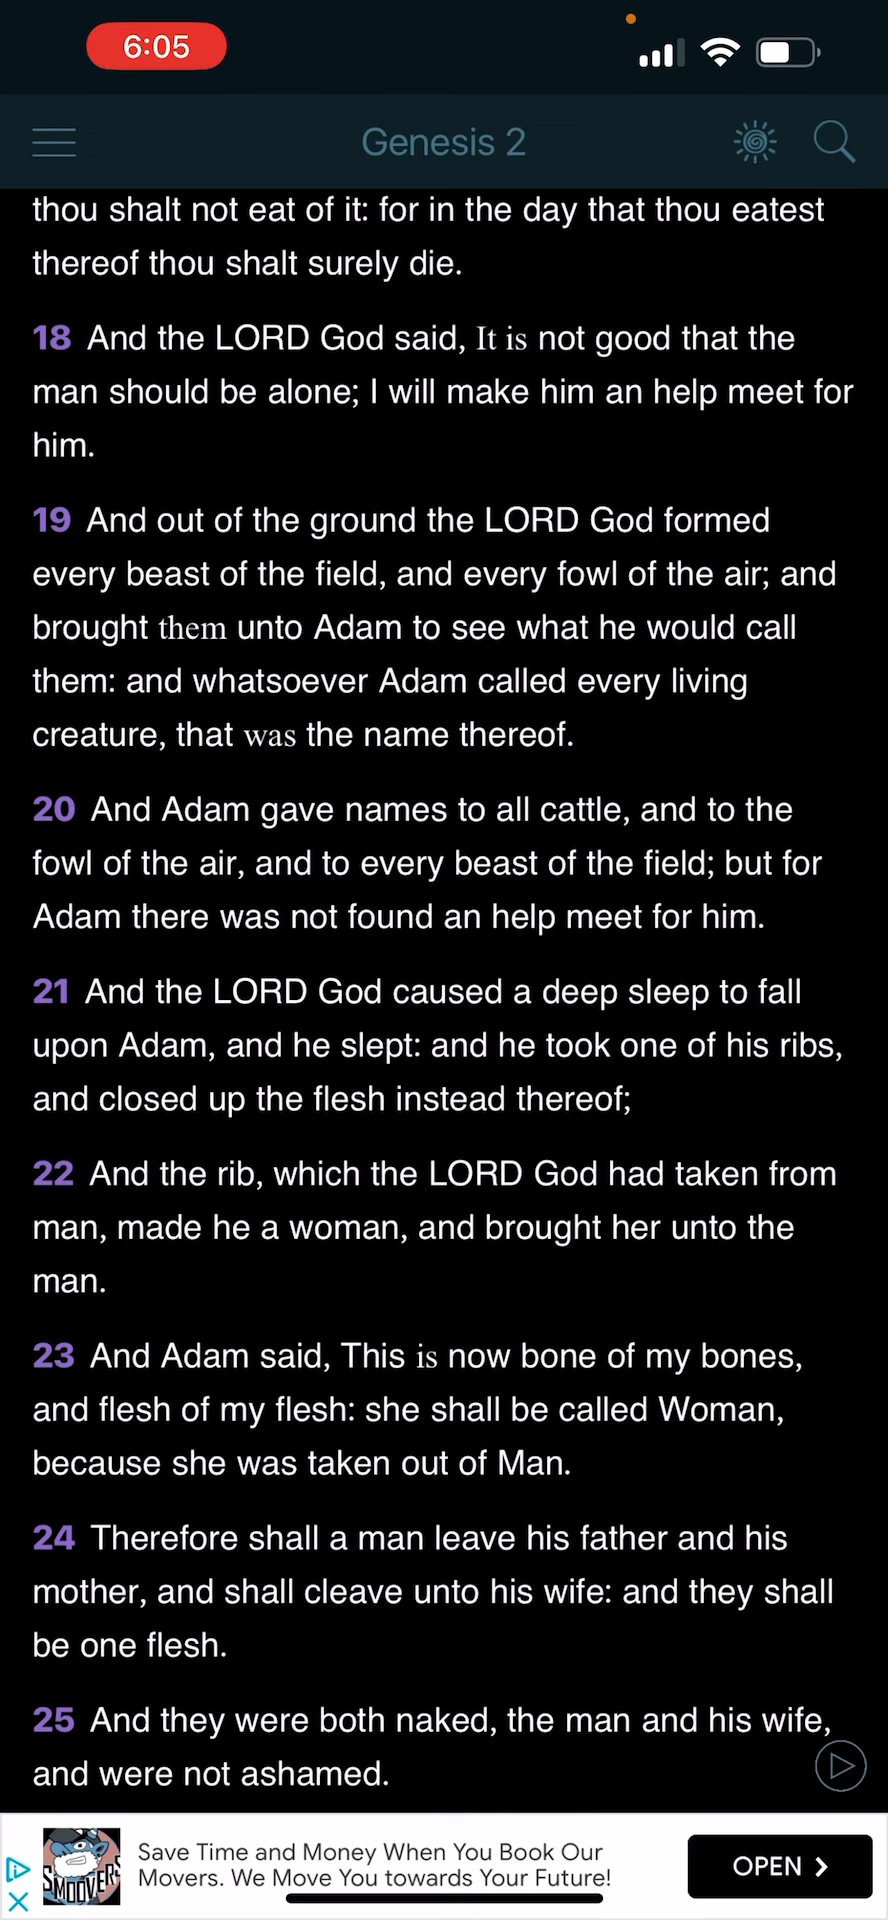 6:05
Genesis 2
thou shalt not eat of it: for in the day that thou eatest
thereof thou shalt surely die.
18 And the LORD God said, It is not good that the
man should be alone; I will make him an help meet for
him.
19 And out of the ground the LORD God formed
every beast of the field, and every fowl of the air; and
brought them unto Adam to see what he would call
them: and whatsoever Adam called every living
creature, that was the name thereof.
20 And Adam gave names to all cattle, and to the
fowl of the air, and to every beast of the field; but for
Adam there was not found an help meet for him.
21 And the LORD God caused a deep sleep to fall
upon Adam, and he slept: and he took one of his ribs,
and closed up the flesh instead thereof;
22 And the rib, which the LORD God had taken from
man, made he a woman, and brought her unto the
man.
23 And Adam said, This is now bone of my bones,
and flesh of my flesh: she shall be called Woman,
because she was taken out of Man.
24 Therefore shall a man leave his father and his
mother, and shall cleave unto his wife: and they shall
be one flesh.
25 And they were both naked, the man and his wife,
and were not ashamed.
SMOOVERS
Save Time and Money When You Book Our
Movers. We Move You towards Your Future!
OPEN